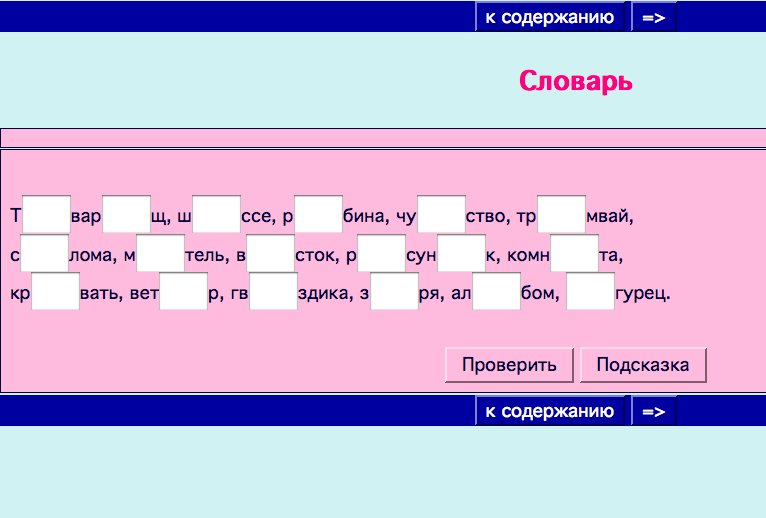 к содержанию =>
Словарь
Т вар щ, ш ссе, р бина, чу ство, тр мвай,
с лома, м тель, в сток, р сун к, комн та,
кр вать, вет р, гв здика, з ря, ал бом, гурец.
Проверить Подсказка
к содержанию =>